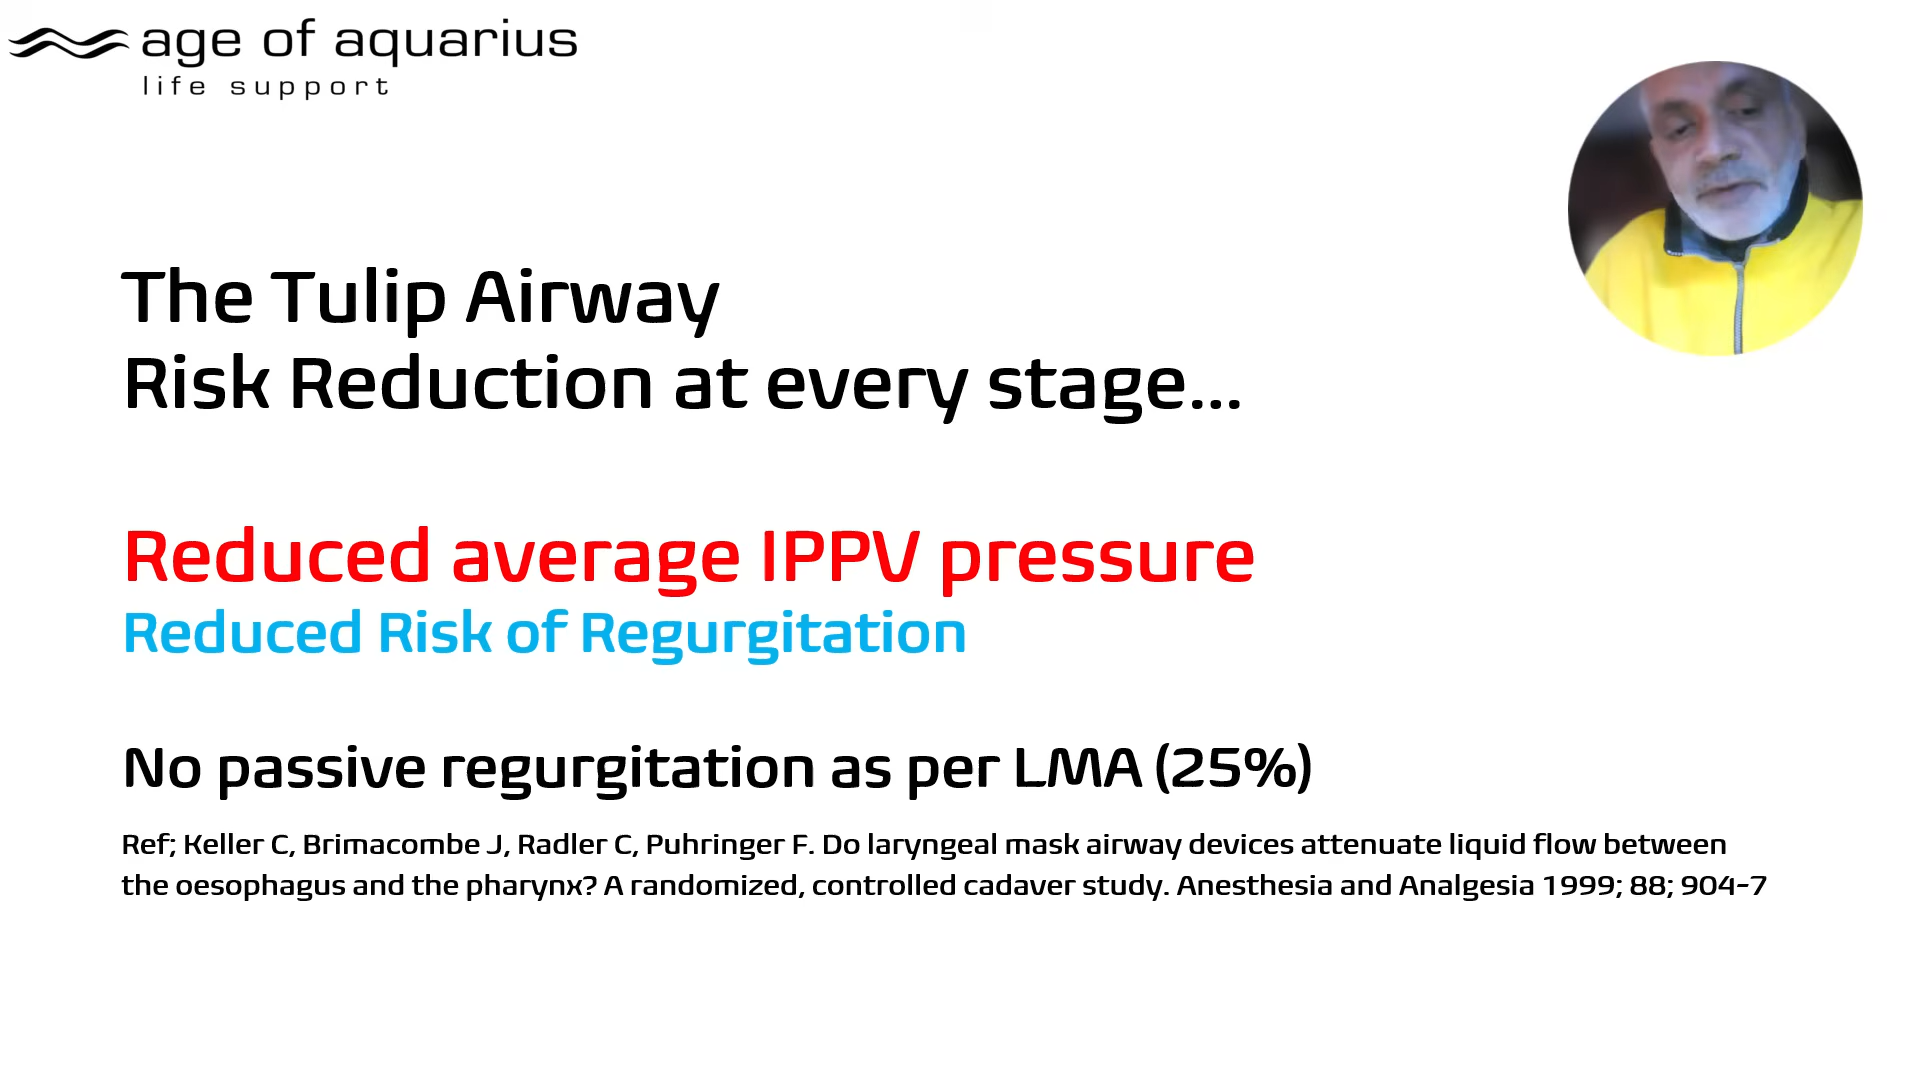 age of aquarius
life support
The Tulip Airway
Risk Reduction at every stage...
Reduced average IPPV pressure
Reduced Risk of Regurgitation
No passive regurgitation as per LMA (25%)
Ref; Keller C, Brimacombe J, Radler C, Puhringer F. Do laryngeal mask airway devices attenuate liquid flow between
the oesophagus and the pharynx? A randomized, controlled cadaver study. Anesthesia and Analgesia 1999; 88; 904-7